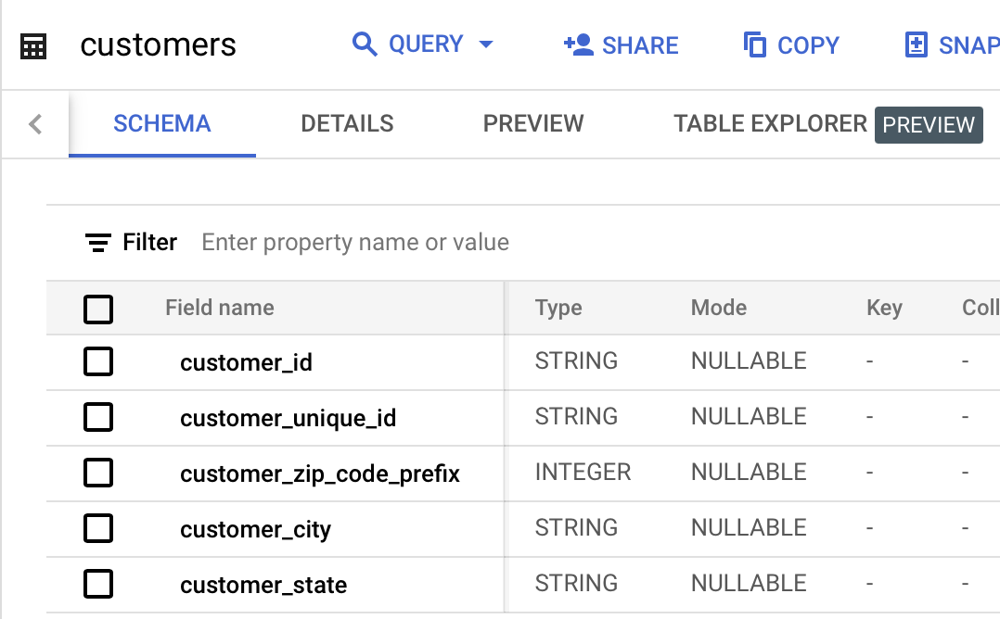 customers QUERY SHARE COPY SNAP
SCHEMA DETAILS PREVIEW TABLE EXPLORER PREVIEW
Filter Enter property name or value
Field name Type Mode Key Coll
customer_id STRING NULLABLE - -
customer_unique_id STRING NULLABLE - -
customer_zip_code_prefix INTEGER NULLABLE - -
customer_city STRING NULLABLE - -
customer_state STRING NULLABLE - -